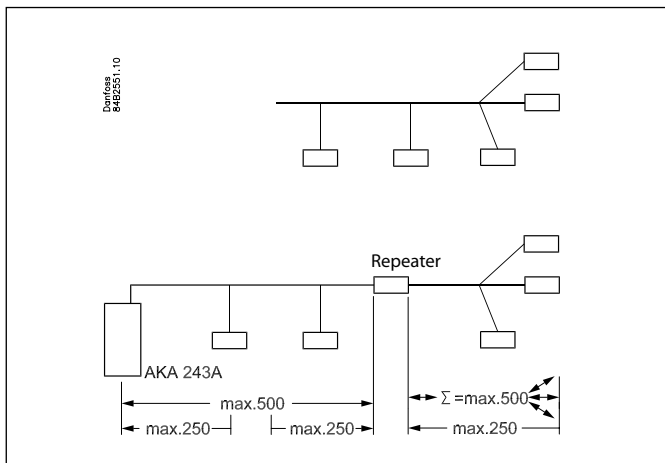 Danfoss
84B2551.10
Repeater
AKA 243A
max.500
Σ =max.500
max.250
max.250
max.250